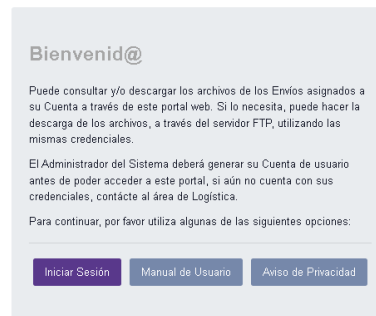 Bienvenid@
Puede consultar y/o descargar los archivos de los Envíos asignados a
su Cuenta a través de este portal web. Si lo necesita, puede hacer la
descarga de los archivos, a través del servidor FTP, utilizando las
mismas credenciales.
El Administrador del Sistema deberá generar su Cuenta de usuario
antes de poder acceder a este portal, si aún no cuenta con sus
credenciales, contácte al área de Logística.
Para continuar, por favor utiliza algunas de las siguientes opciones:
Iniciar Sesión Manual de Usuario Aviso de Privacidad